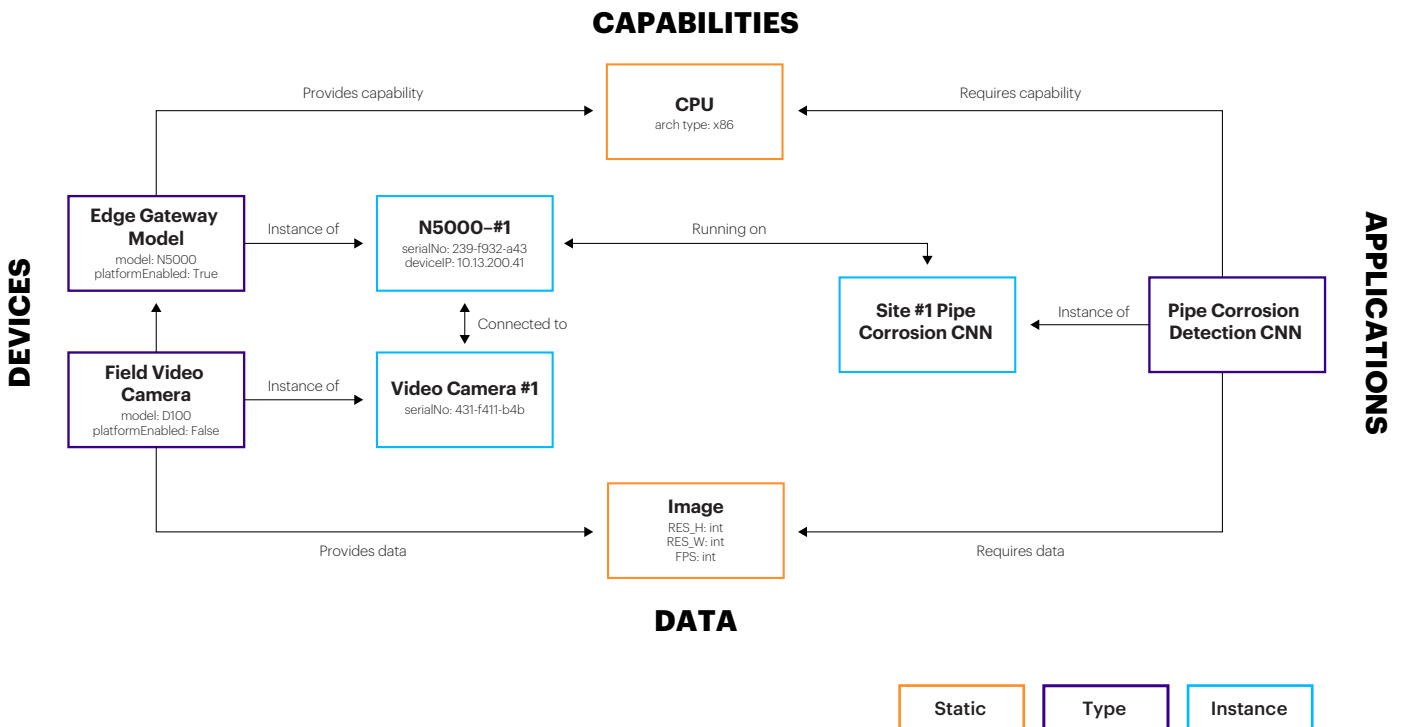 CAPABILITIES
Provides capability
CPU
arch type: x86
Requires capability
DEVICES
Edge Gateway
Model
model: N5000
platformEnabled: True
Instance of
N5000–#1
serialNo: 239-f932-a43
deviceIP: 10.13.200.41
Running on
Connected to
Field Video
Camera
model: D100
platformEnabled: False
Instance of
Video Camera #1
serialNo: 431-f411-b4b
Site #1 Pipe
Corrosion CNN
Instance of
Pipe Corrosion
Detection CNN
APPLICATIONS
Provides data
Image
RES_H: int
RES_W: int
FPS: int
Requires data
DATA
Static
Type
Instance